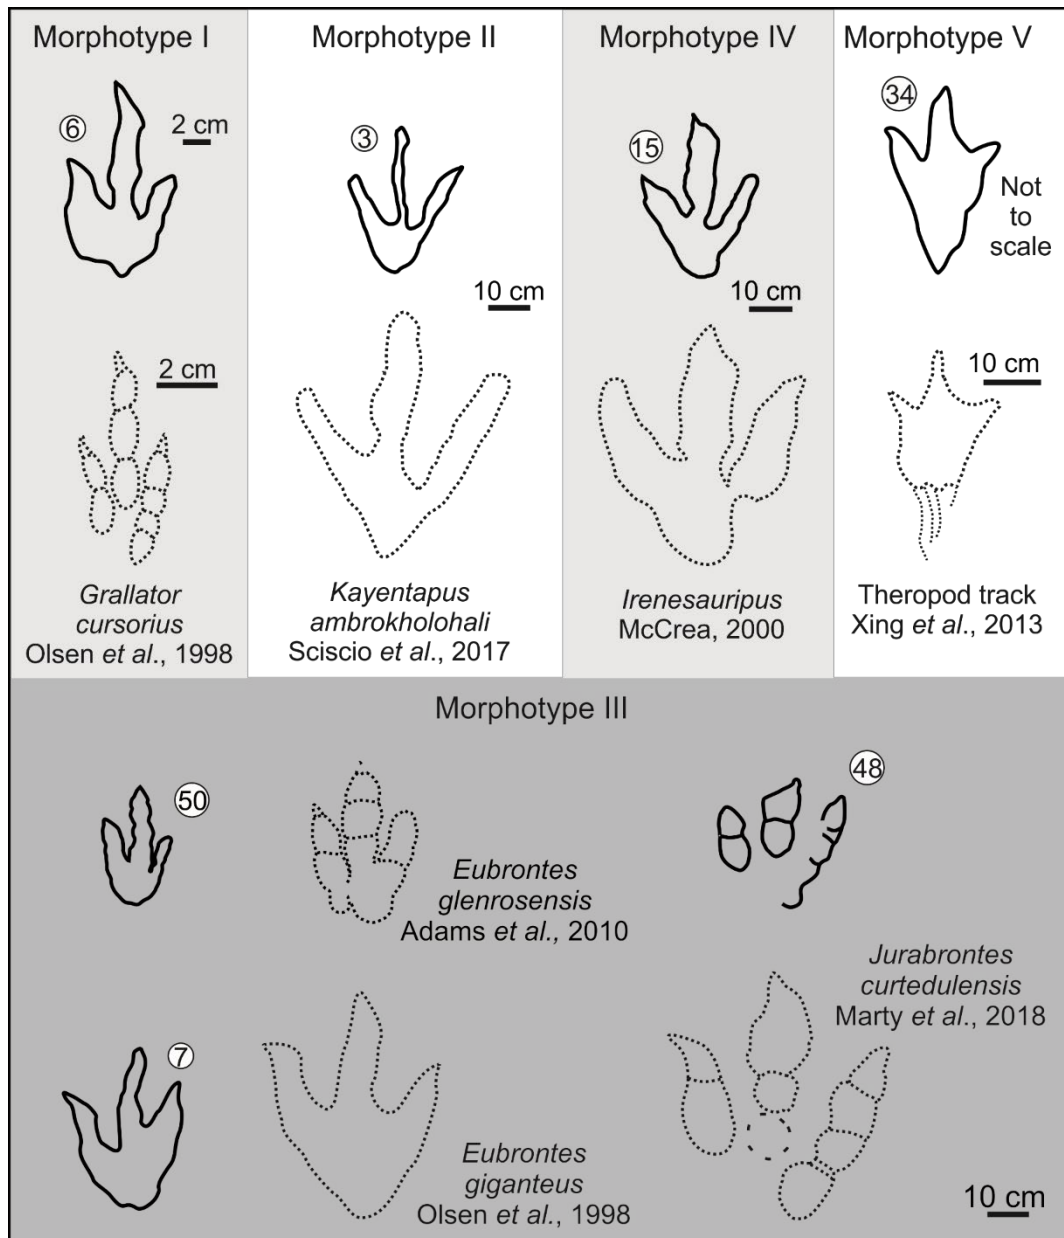 Morphotype I
6
2 cm
2 cm
Grallator
cursorius
Olsen et al., 1998
Morphotype II
3
10 cm
Kayentapus
ambrokholohali
Sciscio et al., 2017
Morphotype IV
15
10 cm
Irenesauripus
McCrea, 2000
Morphotype V
34
Not
to
scale
10 cm
Theropod track
Xing et al., 2013
Morphotype III
50
Eubrontes
glenrosensis
Adams et al., 2010
48
Jurabrontes
curtedulensis
Marty et al., 2018
7
Eubrontes
giganteus
Olsen et al., 1998
10 cm